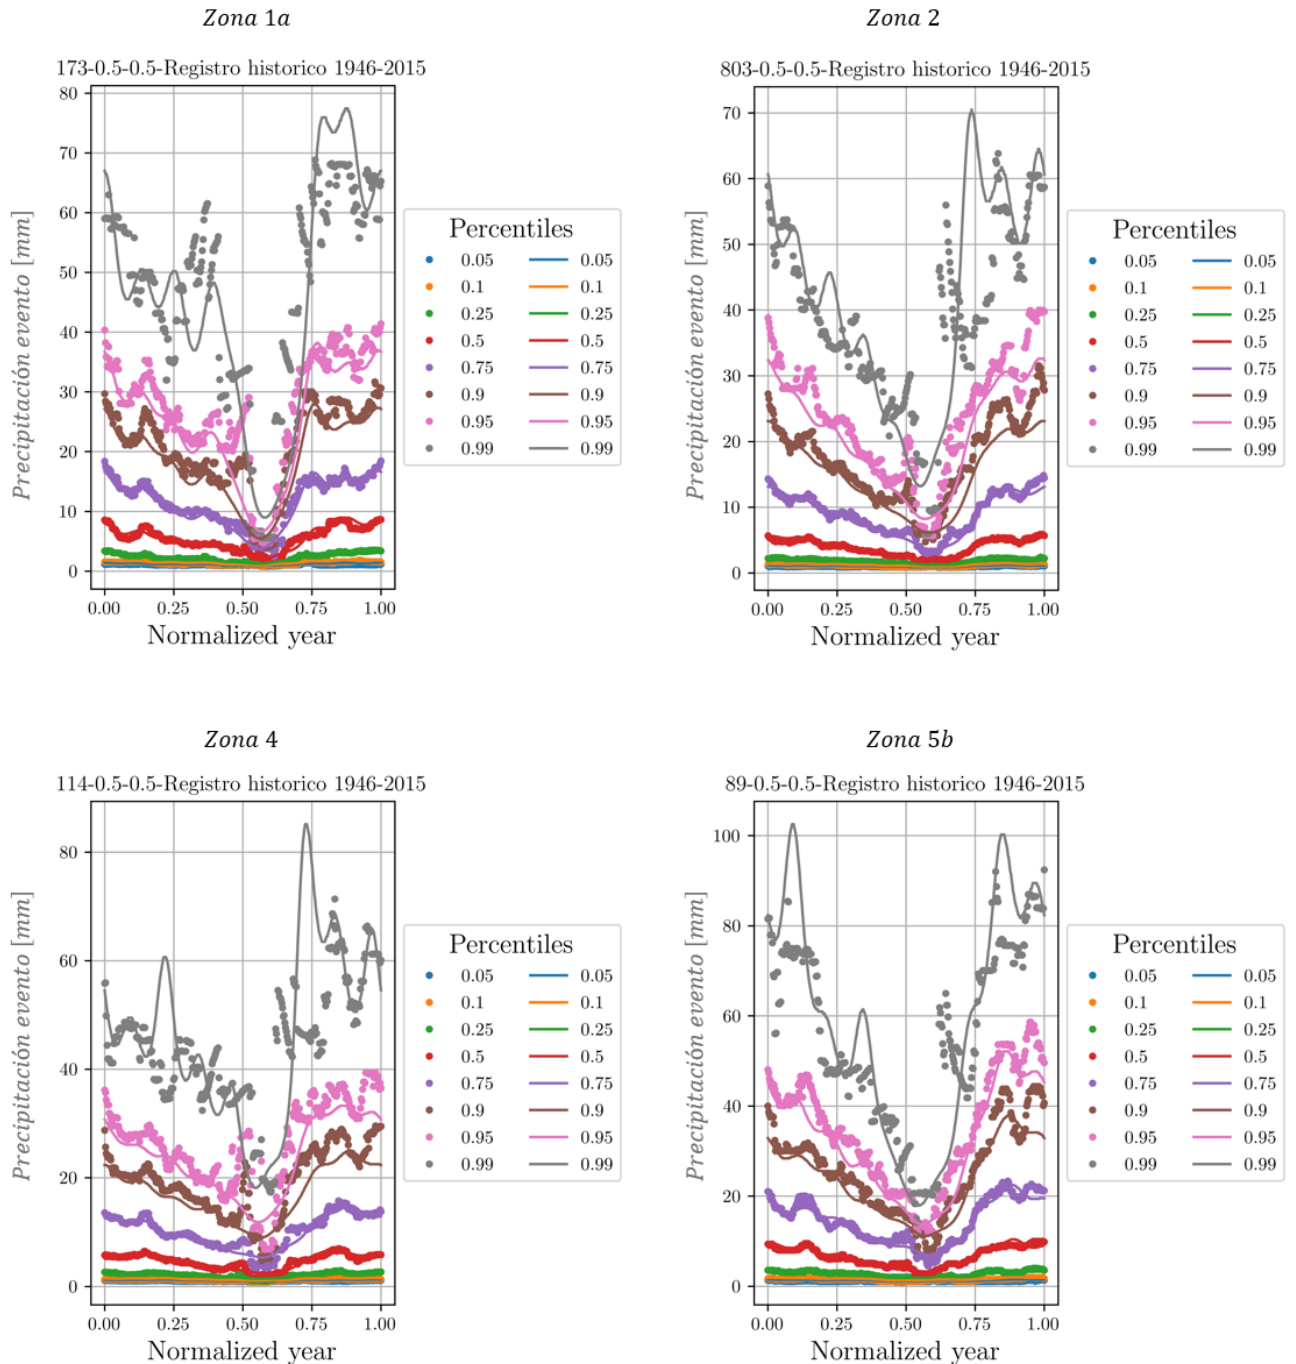 Zona 1a
173-0.5-0.5-Registro historico 1946-2015
Precipitación evento [mm]
80
70
60
50
40
30
20
10
0
0.00 0.25 0.50 0.75 1.00
Normalized year
Percentiles
0.05 0.05
0.1 0.1
0.25 0.25
0.5 0.5
0.75 0.75
0.9 0.9
0.95 0.95
0.99 0.99
Zona 2
803-0.5-0.5-Registro historico 1946-2015
Precipitación evento [mm]
70
60
50
40
30
20
10
0
0.00 0.25 0.50 0.75 1.00
Normalized year
Percentiles
0.05 0.05
0.1 0.1
0.25 0.25
0.5 0.5
0.75 0.75
0.9 0.9
0.95 0.95
0.99 0.99
Zona 4
114-0.5-0.5-Registro historico 1946-2015
Precipitación evento [mm]
80
60
40
20
0
0.00 0.25 0.50 0.75 1.00
Normalized year
Percentiles
0.05 0.05
0.1 0.1
0.25 0.25
0.5 0.5
0.75 0.75
0.9 0.9
0.95 0.95
0.99 0.99
Zona 5b
89-0.5-0.5-Registro historico 1946-2015
Precipitación evento [mm]
100
80
60
40
20
0
0.00 0.25 0.50 0.75 1.00
Normalized year
Percentiles
0.05 0.05
0.1 0.1
0.25 0.25
0.5 0.5
0.75 0.75
0.9 0.9
0.95 0.95
0.99 0.99